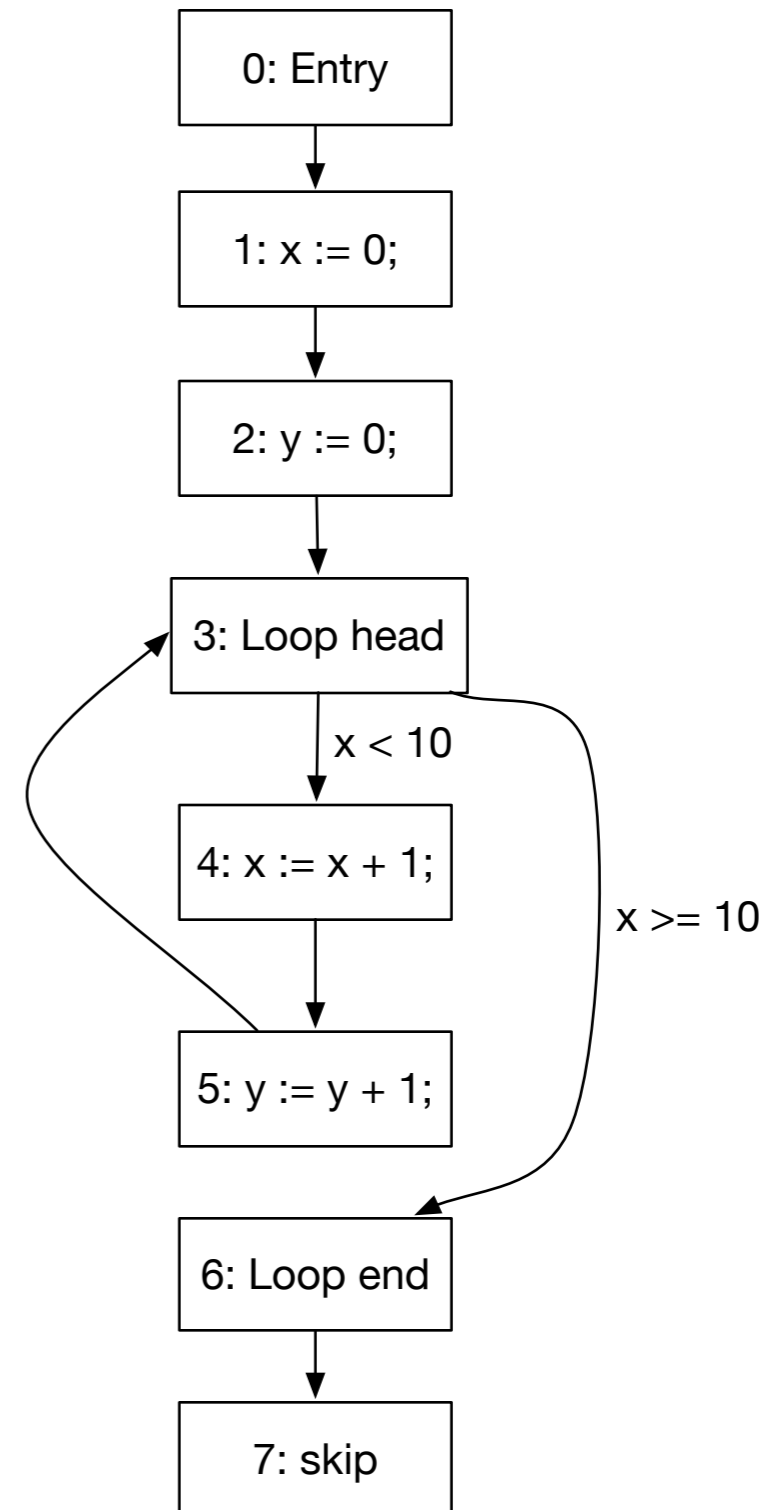 0: Entry
1: x := 0;
2: y := 0;
3: Loop head
x < 10
4: x := x + 1;
x >= 10
5: y := y + 1;
6: Loop end
7: skip